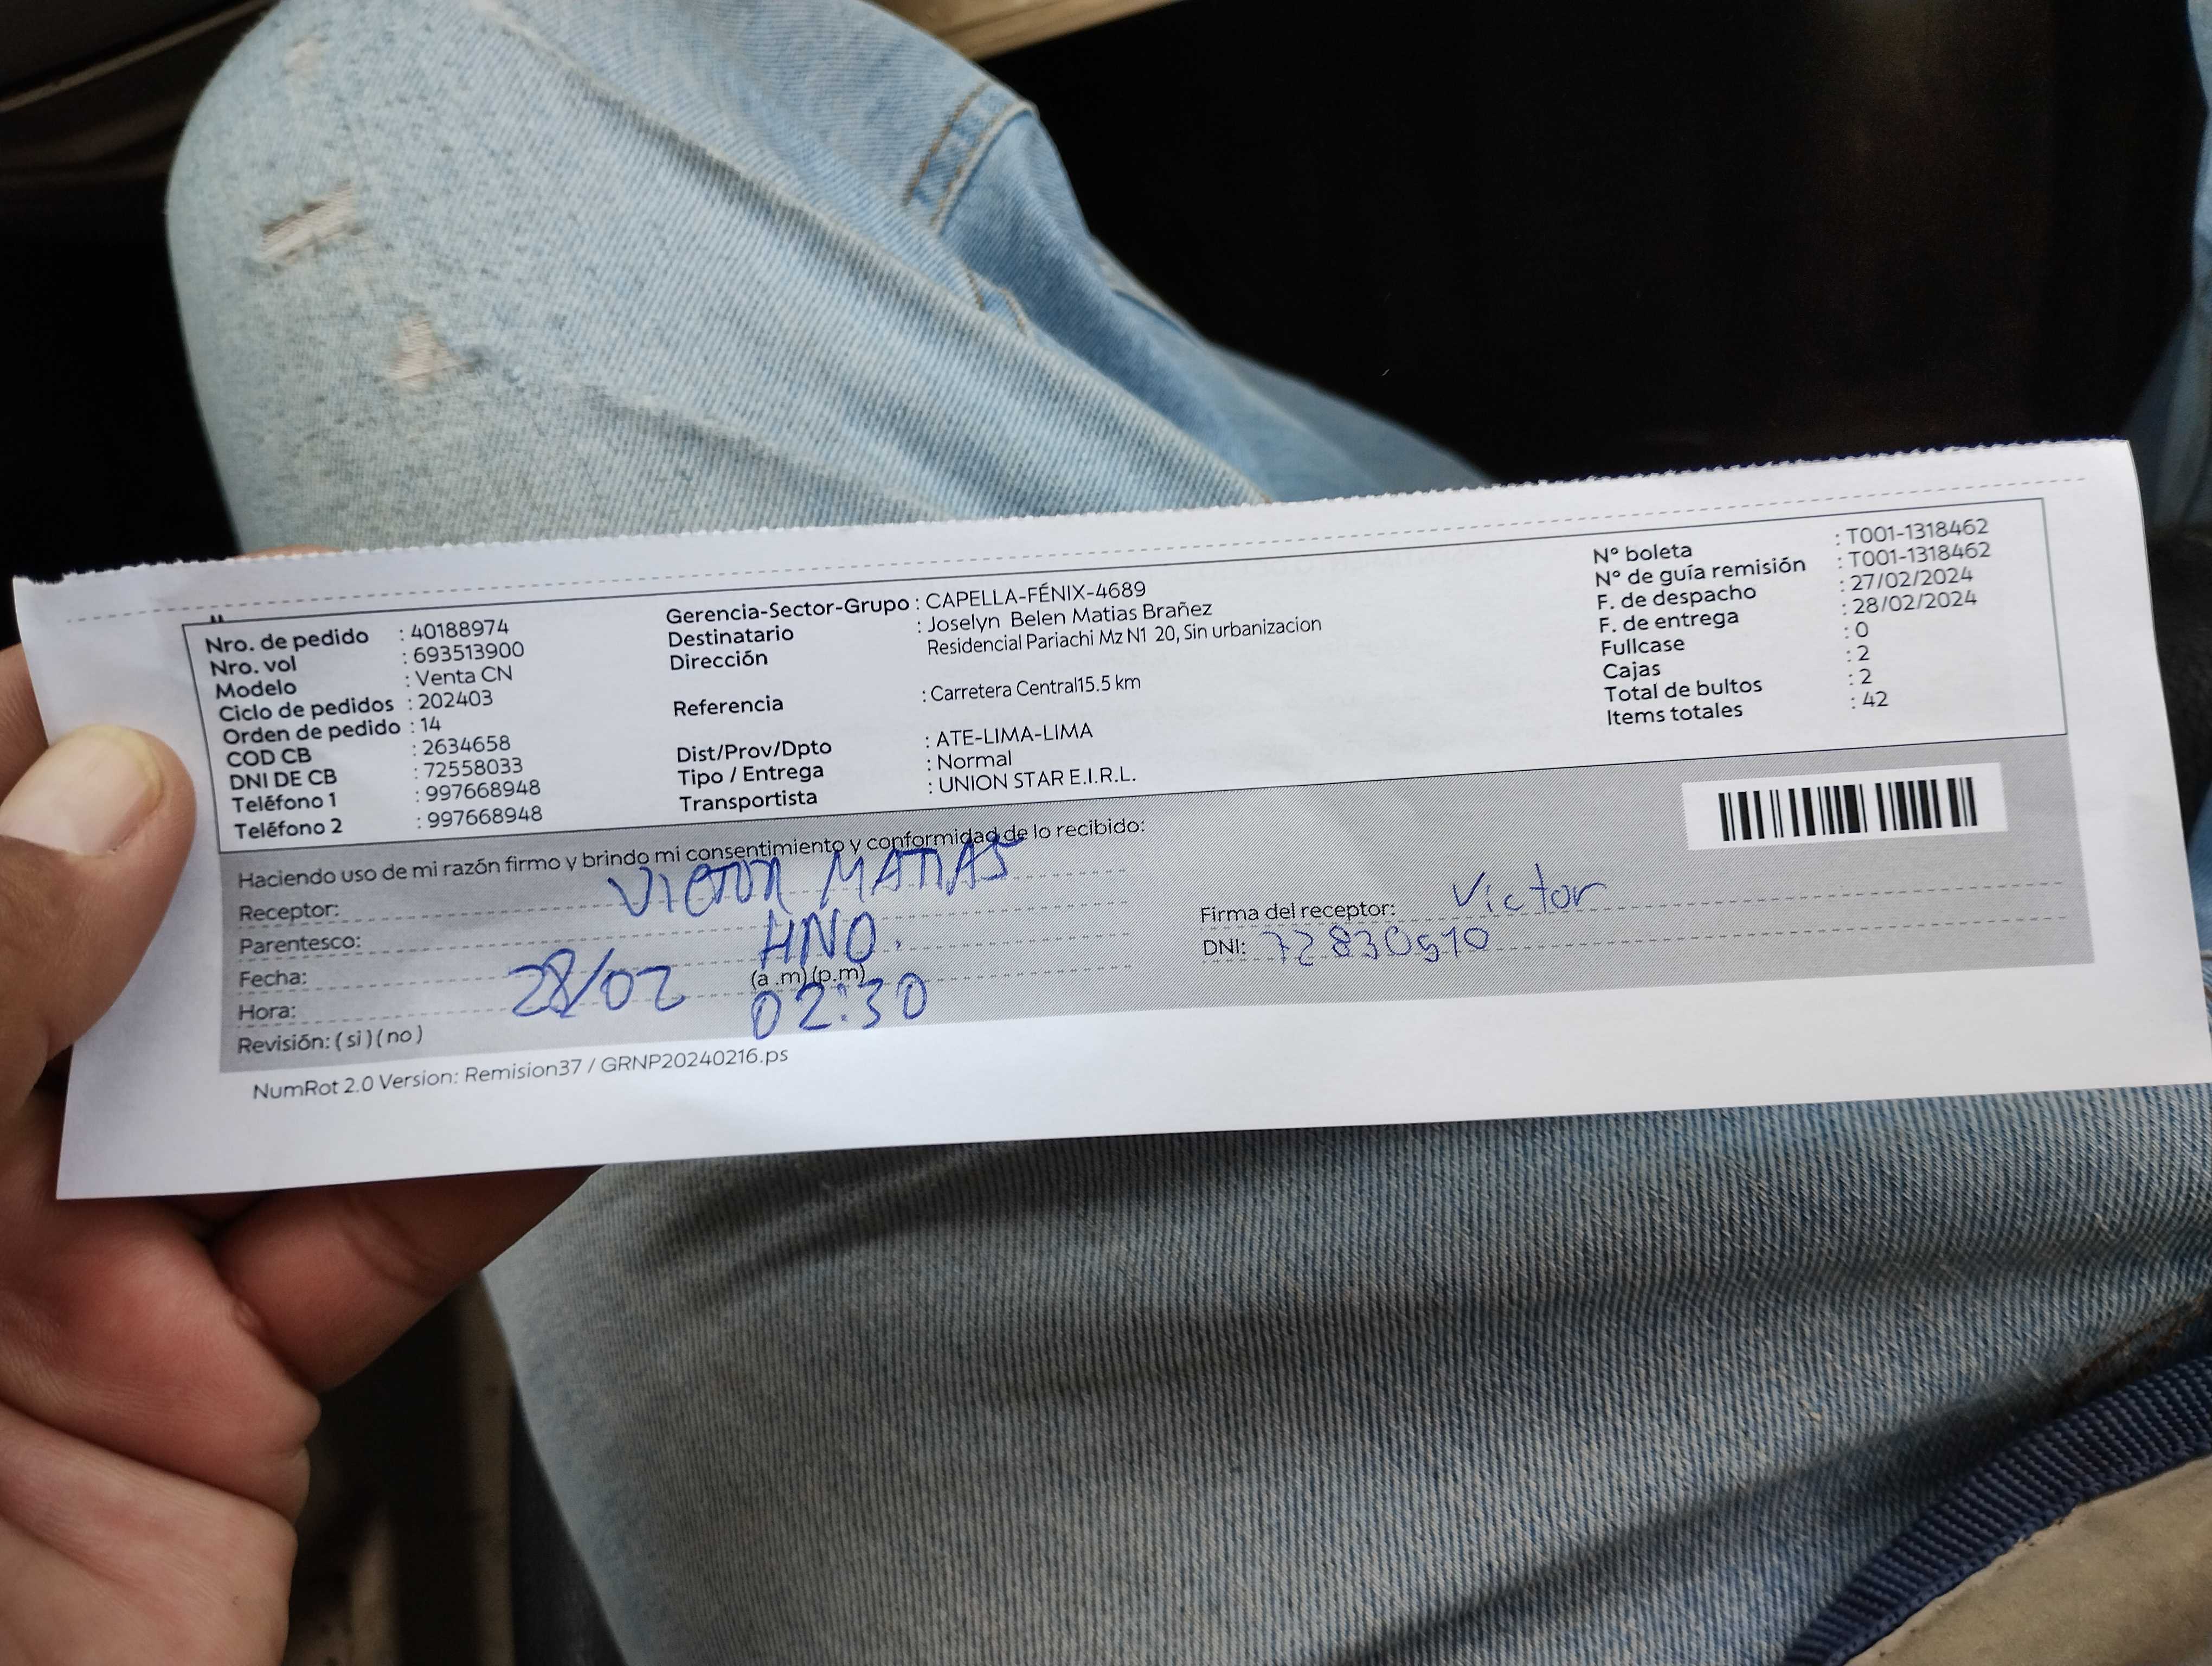 Nro. de pedido : 40188974
Nro. vol : 693513900
Modelo : Venta CN
Ciclo de pedidos : 202403
Orden de pedido : 14
COD CB : 2634658
DNI DE CB : 72558033
Teléfono 1 : 997668948
Teléfono 2 : 997668948
Gerencia-Sector-Grupo : CAPELLA-FÉNIX-4689
Destinatario : Joselyn Belen Matias Brañez
Dirección Residencial Pariachi Mz N1 20, Sin urbanizacion
Referencia : Carretera Central15.5 km
Dist/Prov/Dpto : ATE-LIMA-LIMA
Tipo / Entrega : Normal
Transportista : UNION STAR E.I.R.L.
N° boleta : T001-1318462
N° de guía remisión : T001-1318462
F. de despacho : 27/02/2024
F. de entrega : 28/02/2024
Fullcase : 0
Cajas : 2
Total de bultos : 2
Items totales : 42
Haciendo uso de mi razón firmo y brindo mi consentimiento y conformidad de lo recibido:
Receptor: VICTOR MATIAS
Parentesco: HNO.
Fecha: 28/02 (a .m) (p.m)
Hora: 02:30
Revisión: ( si ) ( no )
Firma del receptor: Victor
DNI: 72830910
NumRot 2.0 Version: Remision37 / GRNP20240216.ps